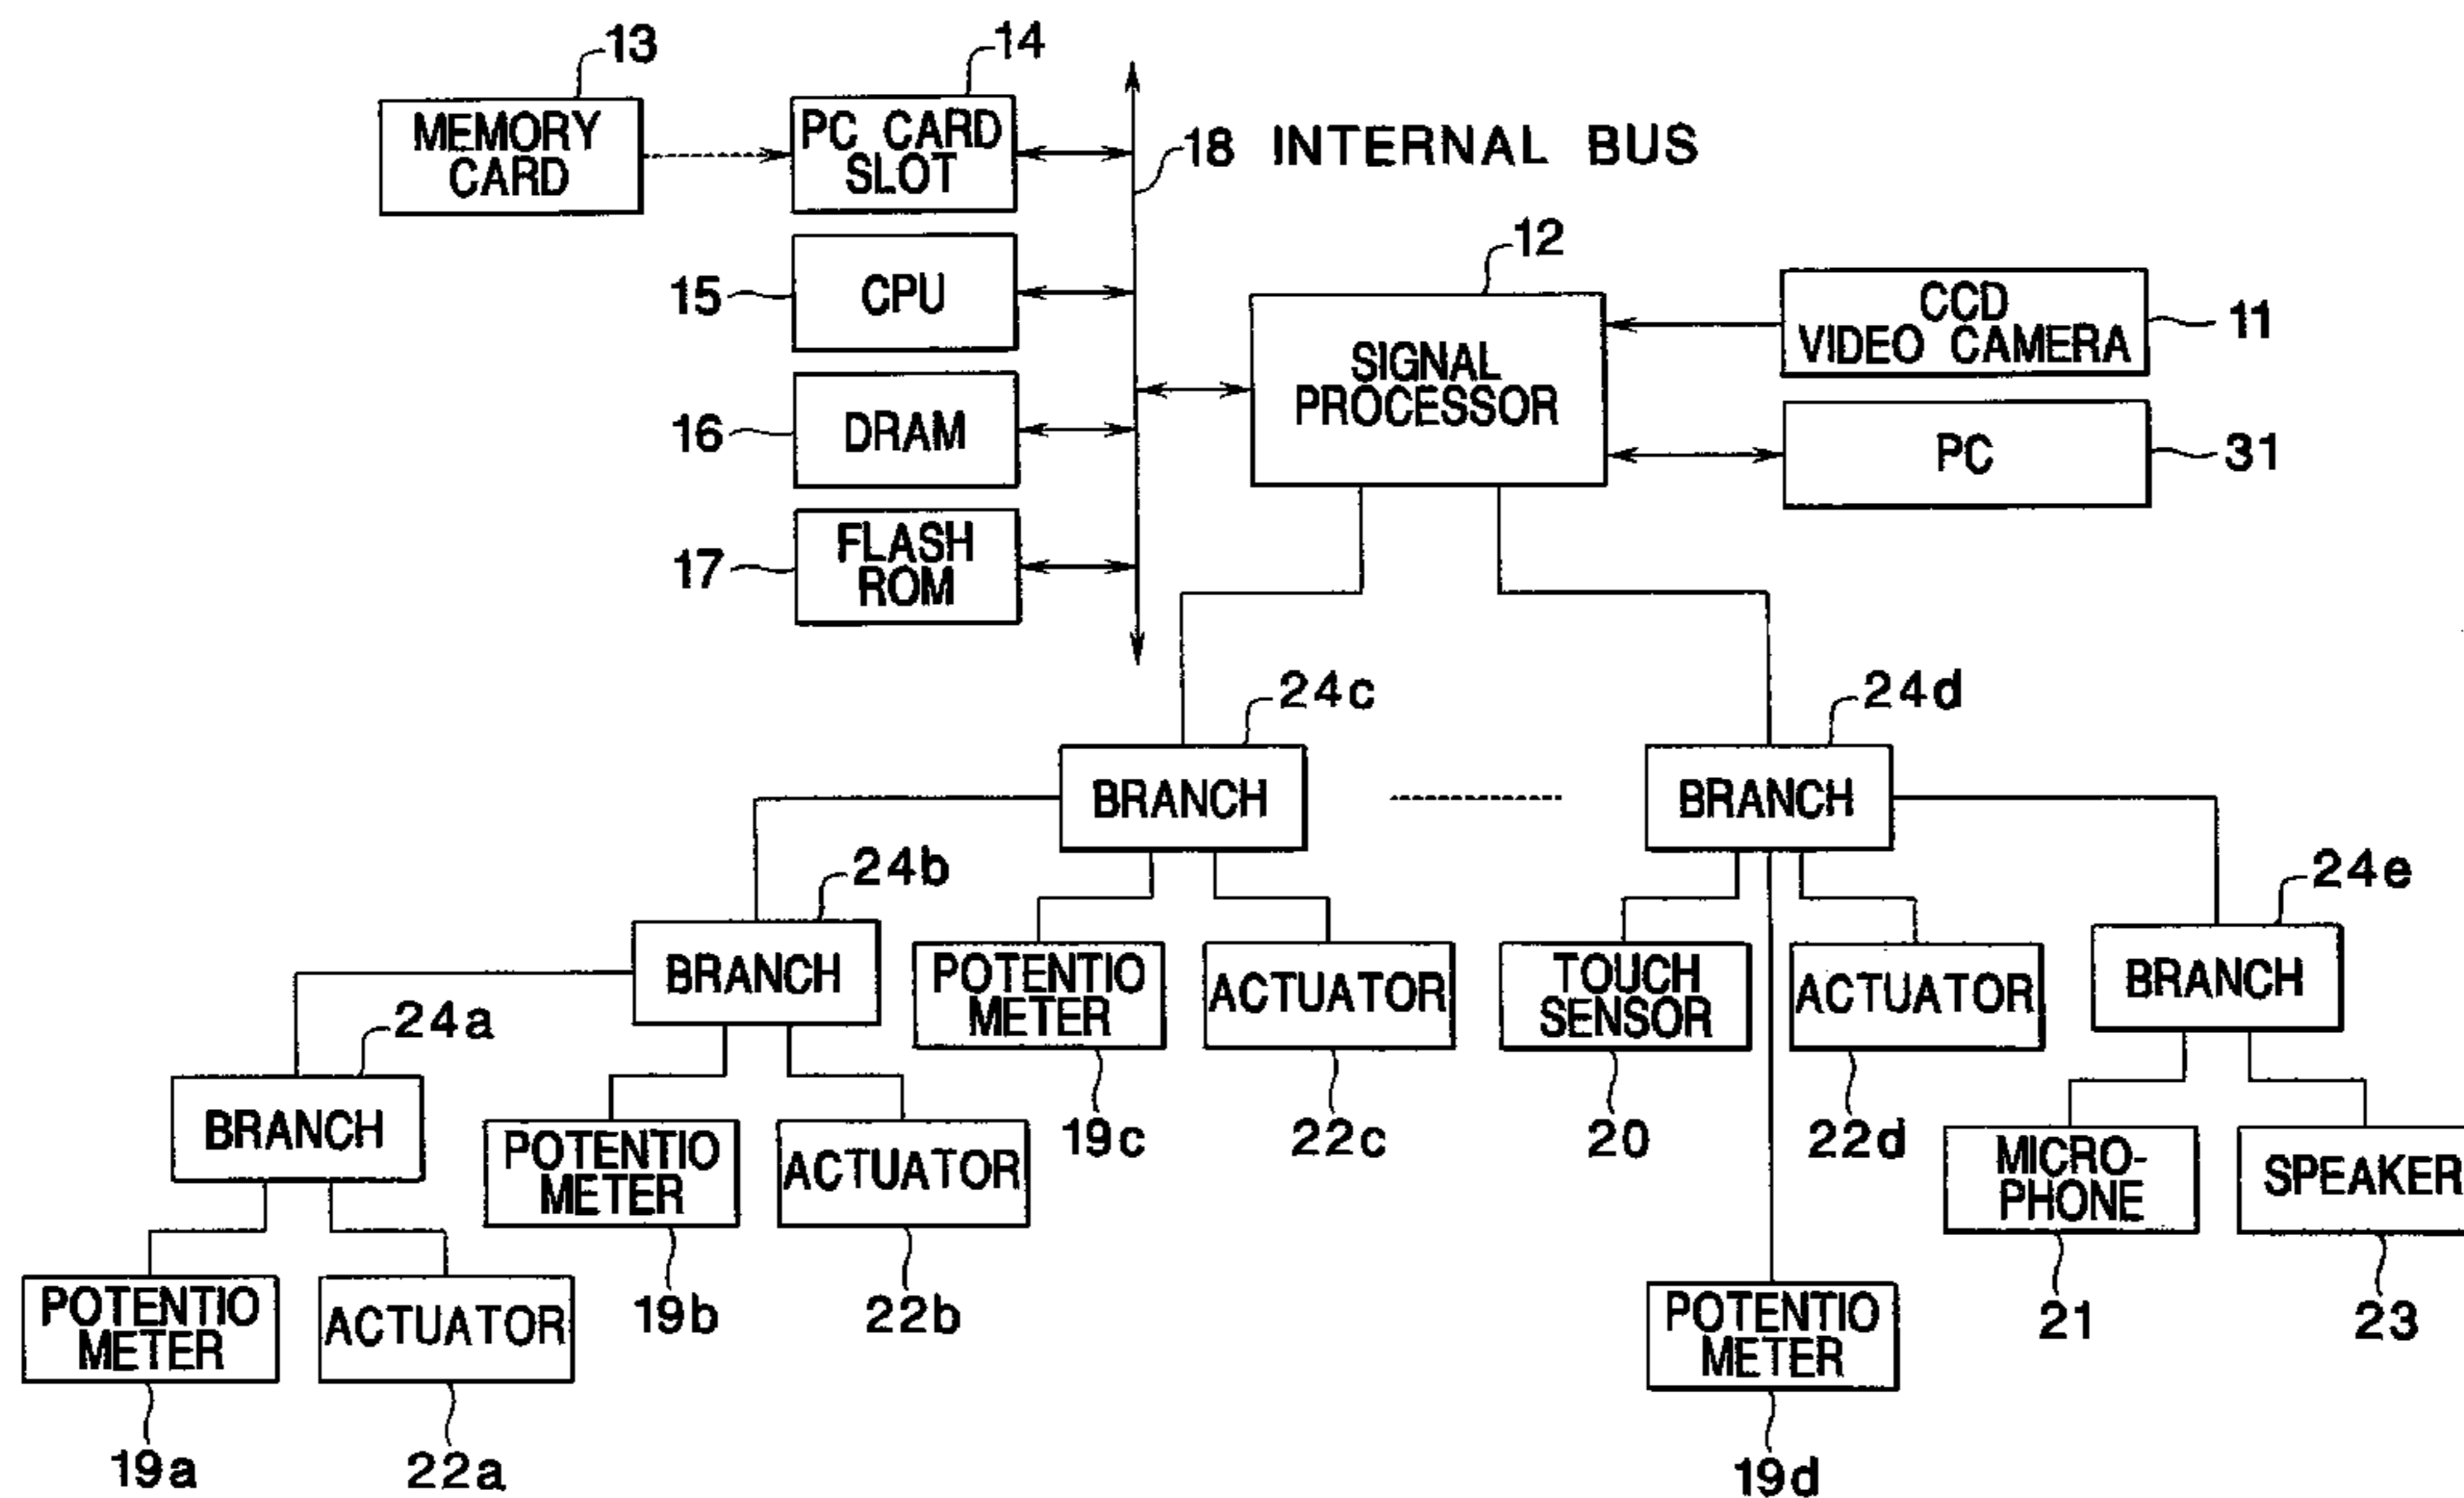 13
14
MEMORY
CARD
PC CARD
SLOT
18 INTERNAL BUS
12
15
CPU
SIGNAL
PROCESSOR
CCD
VIDEO CAMERA
11
16
DRAM
PC
31
17
FLASH
ROM
24c
24d
BRANCH
BRANCH
24b
24e
BRANCH
POTENTIO
METER
ACTUATOR
TOUCH
SENSOR
ACTUATOR
BRANCH
24a
19c
22c
20
22d
BRANCH
POTENTIO
METER
ACTUATOR
MICRO-
PHONE
SPEAKER
POTENTIO
METER
ACTUATOR
19b
22b
POTENTIO
METER
21
23
19a
22a
19d